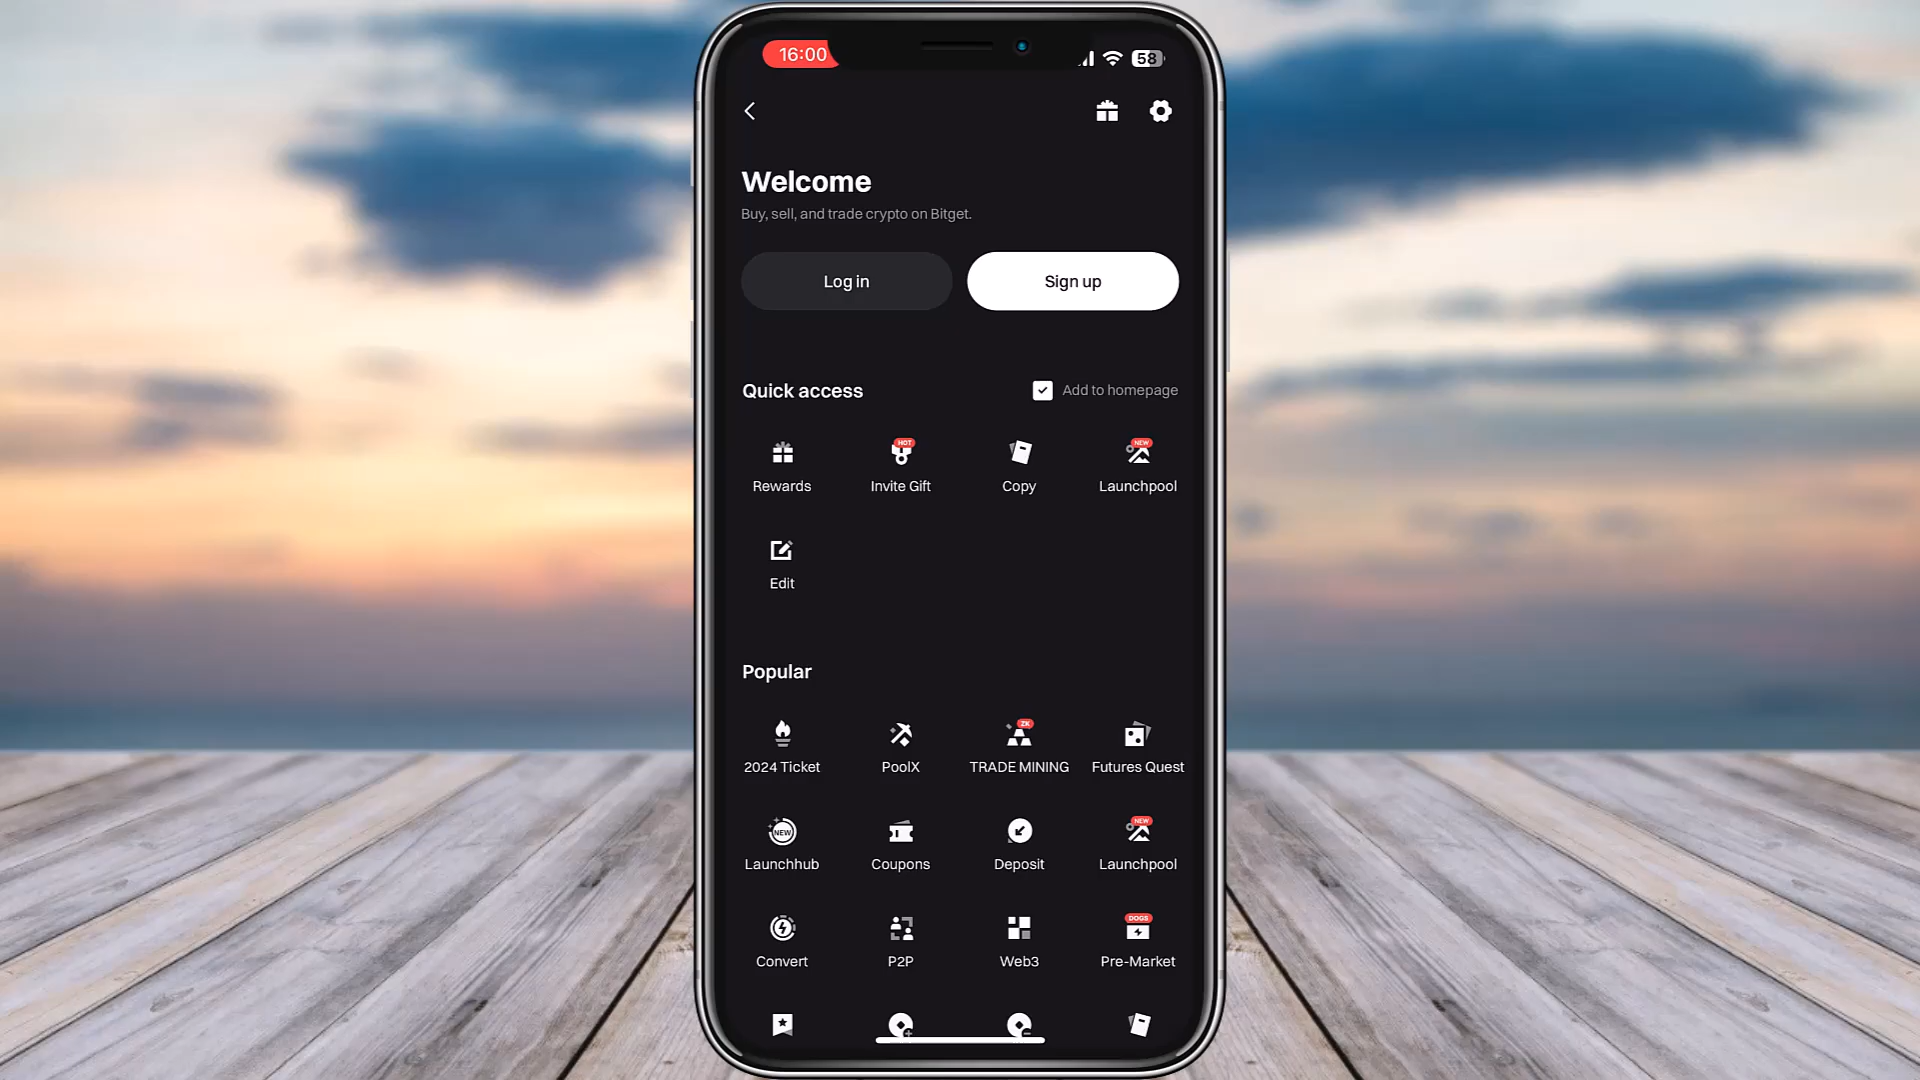 16:00
58
Welcome
Buy, sell, and trade crypto on Bitget.
Log in
Sign up
Quick access
Add to homepage
HOT
NEW
Rewards
Invite Gift
Copy
Launchpool
Edit
Popular
ZK
2024 Ticket
PoolX
TRADE MINING
Futures Quest
NEW
NEW
Launchhub
Coupons
Deposit
Launchpool
DOGS
Convert
P2P
Web3
Pre-Market